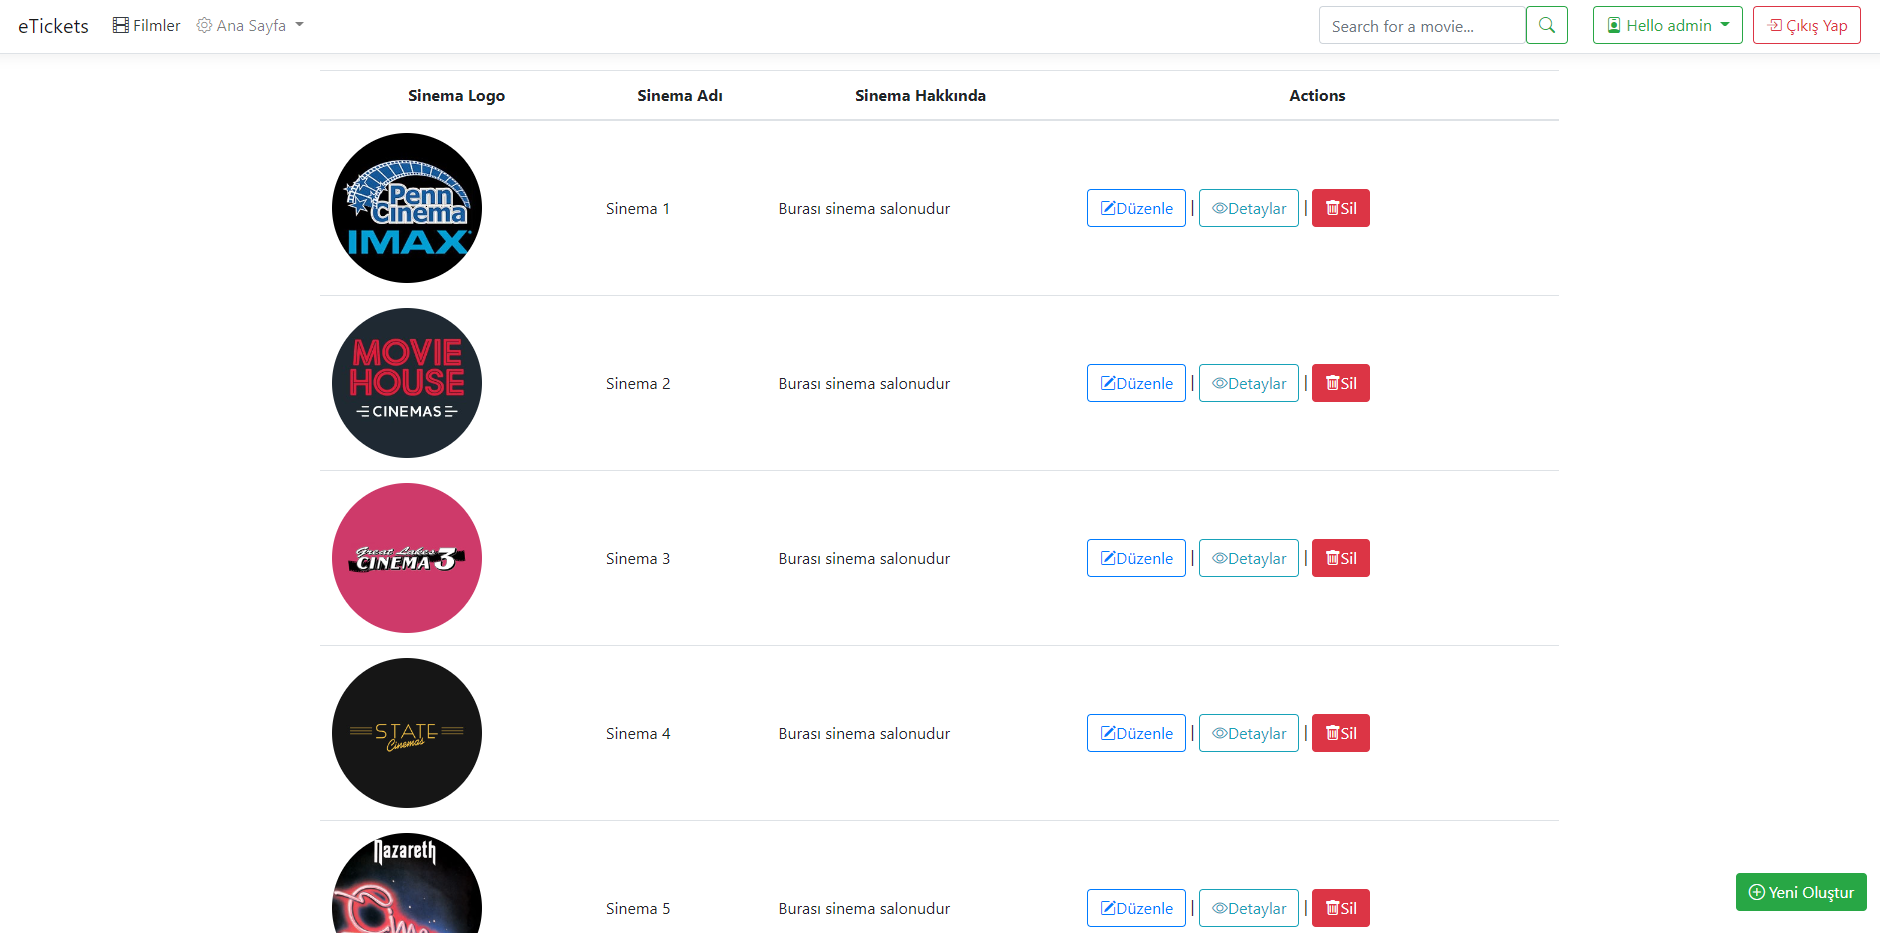 eTickets Filmler Ana Sayfa Search for a movie... Hello admin Çıkış Yap
Sinema Logo Sinema Adı Sinema Hakkında Actions
Penn
Cinema
IMAX
Sinema 1 Burası sinema salonudur Düzenle | Detaylar | Sil
MOVIE
HOUSE
CINEMAS
Sinema 2 Burası sinema salonudur Düzenle | Detaylar | Sil
Great Lakes
CINEMA 3
Sinema 3 Burası sinema salonudur Düzenle | Detaylar | Sil
STATE
Cinemas
Sinema 4 Burası sinema salonudur Düzenle | Detaylar | Sil
Nazareth
Sinema 5 Burası sinema salonudur Düzenle | Detaylar | Sil
Yeni Oluştur